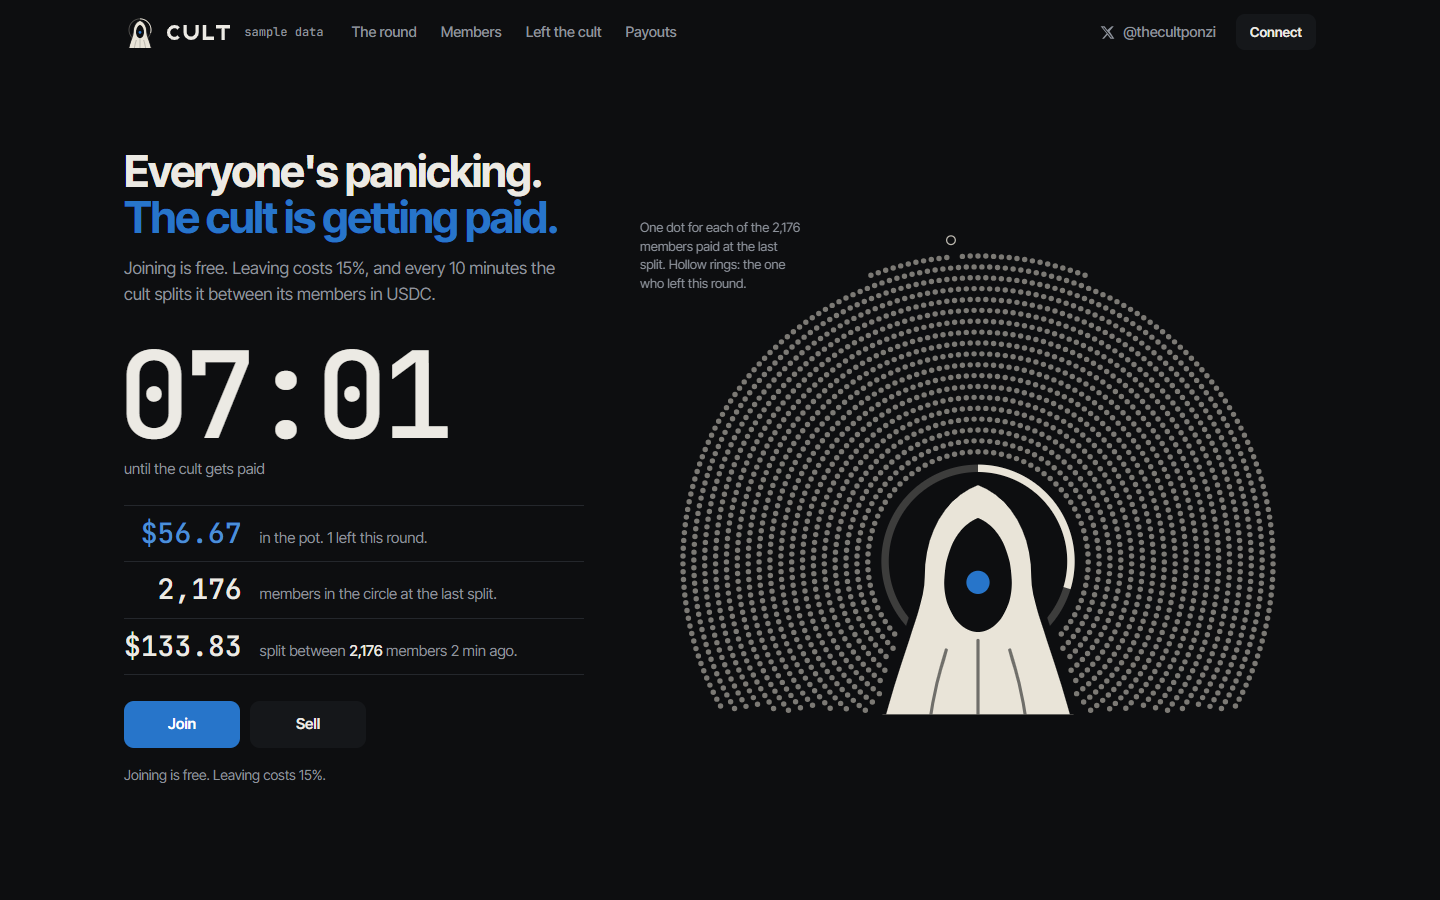 CULT sample data The round Members Left the cult Payouts @thecultponzi Connect
Everyone's panicking.
The cult is getting paid.
Joining is free. Leaving costs 15%, and every 10 minutes the
cult splits it between its members in USDC.
07:01
until the cult gets paid
$56.67 in the pot. 1 left this round.
2,176 members in the circle at the last split.
$133.83 split between 2,176 members 2 min ago.
Join Sell
Joining is free. Leaving costs 15%.
One dot for each of the 2,176
members paid at the last
split. Hollow rings: the one
who left this round.